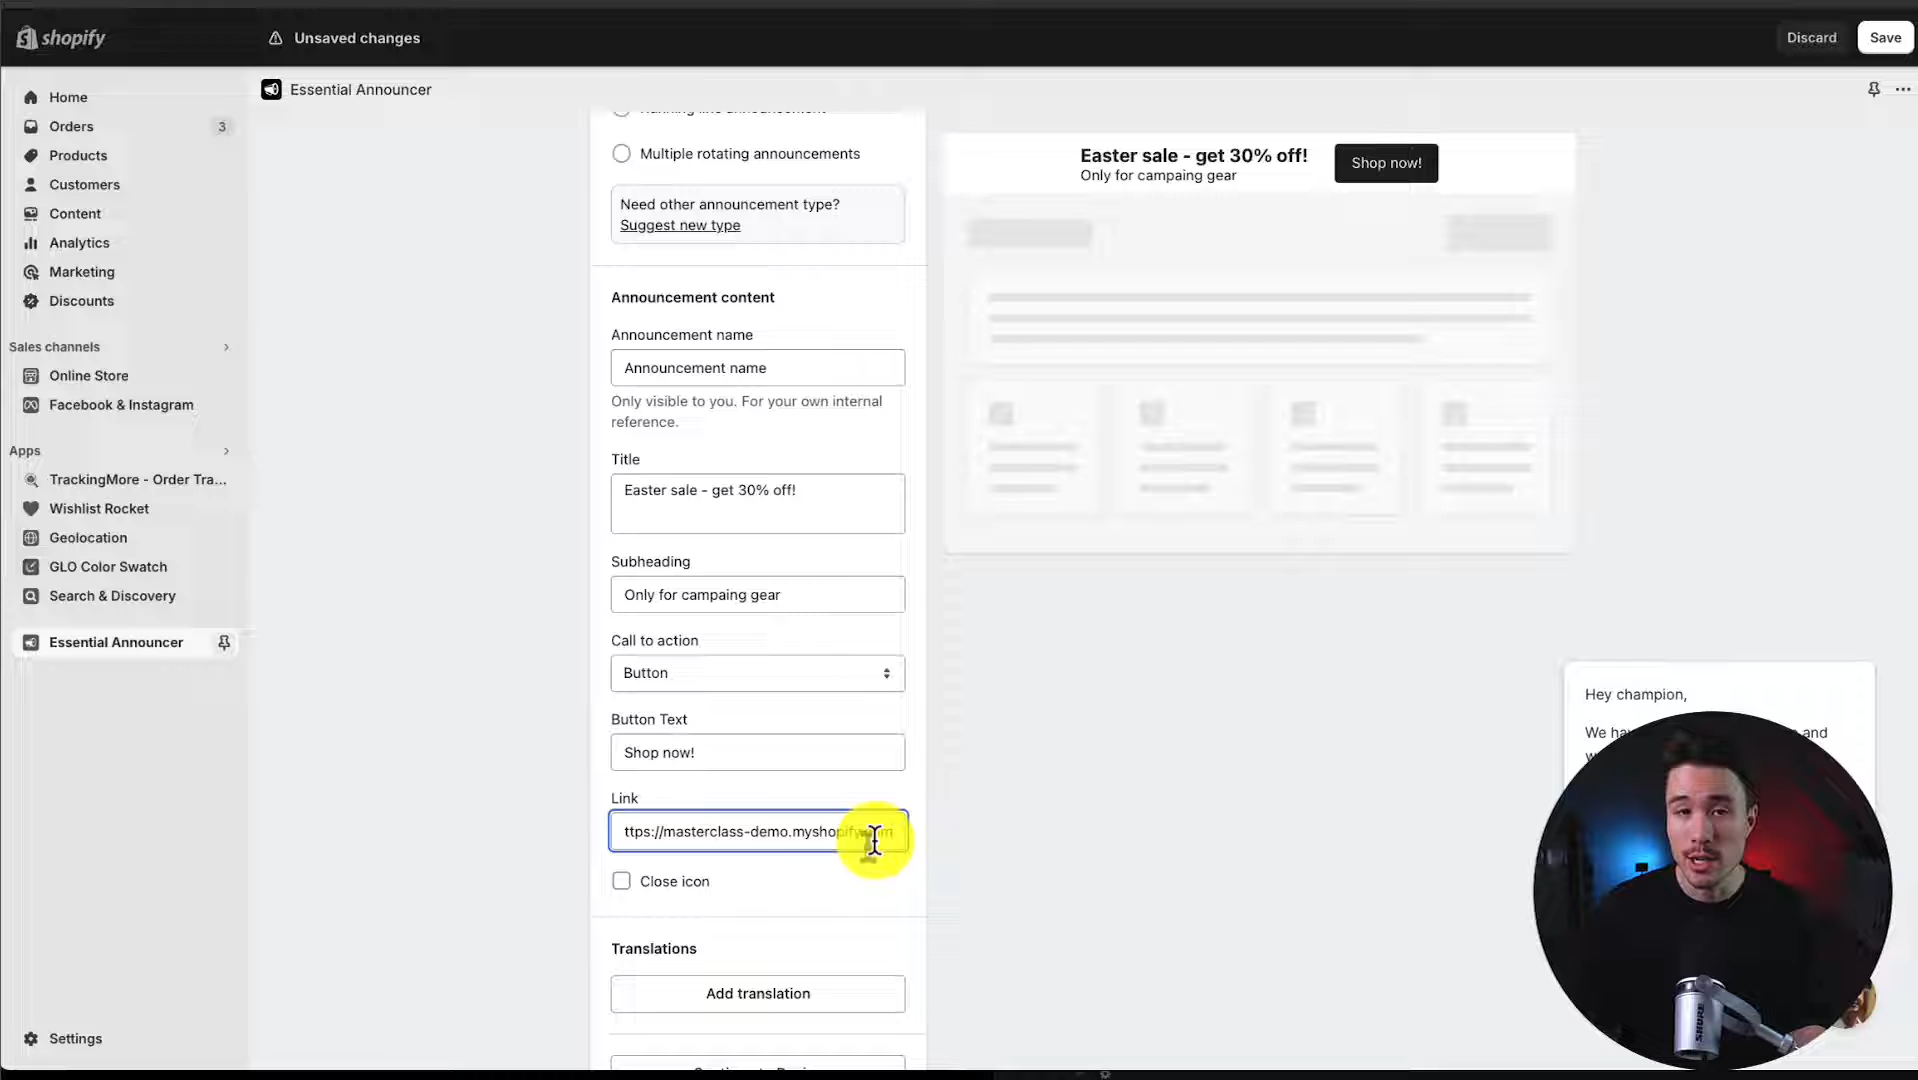 shopify
Unsaved changes
Discard
Save
Home
Orders
3
Products
Customers
Content
Analytics
Marketing
Discounts
Sales channels
Online Store
Facebook & Instagram
Apps
TrackingMore - Order Tra...
Wishlist Rocket
Geolocation
GLO Color Swatch
Search & Discovery
Essential Announcer
Settings
Essential Announcer
Multiple rotating announcements
Need other announcement type?
Suggest new type
Announcement content
Announcement name
Announcement name
Only visible to you. For your own internal
reference.
Title
Easter sale - get 30% off!
Subheading
Only for campaing gear
Call to action
Button
Button Text
Shop now!
Link
ttps://masterclass-demo.myshopify.com
Close icon
Translations
Add translation
Easter sale - get 30% off!
Only for campaing gear
Shop now!
Hey champion,
We
and
SHURE